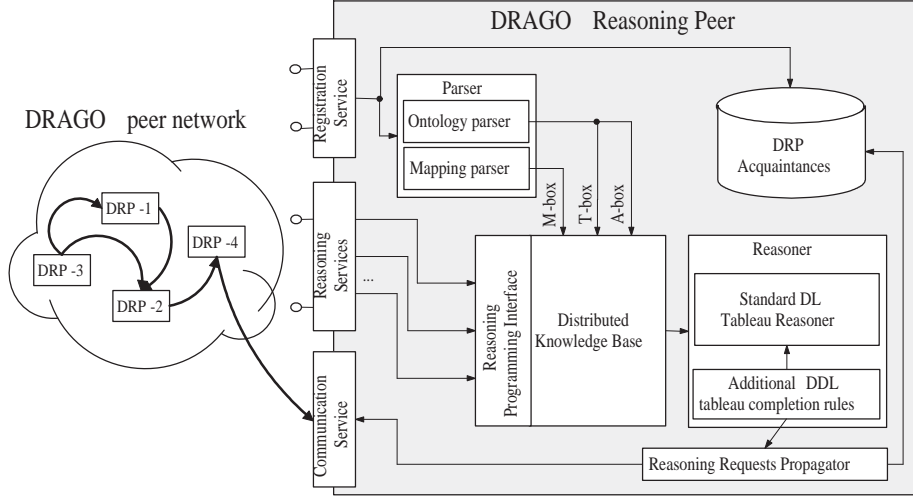 DRAGO Reasoning Peer
DRAGO peer network
DRP -1
DRP -2
DRP -3
DRP -4
Registration
Service
Reasoning
Services
...
Communication
Service
Parser
Ontology parser
Mapping parser
M-box
T-box
A-box
DRP
Acquaintances
Reasoning
Programming Interface
Distributed
Knowledge Base
Reasoner
Standard DL
Tableau Reasoner
Additional DDL
tableau completion rules
Reasoning Requests Propagator